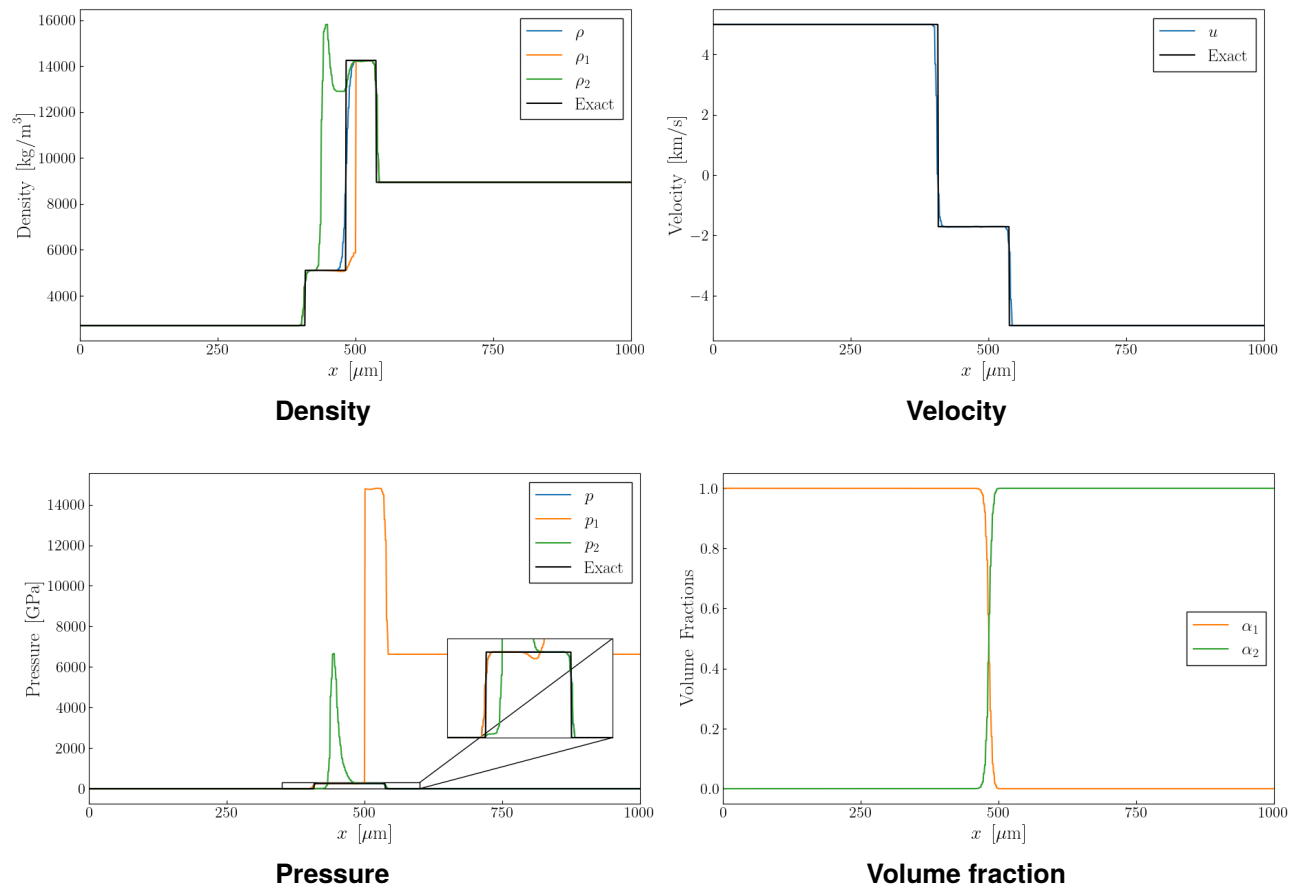 16000
14000
12000
10000
8000
6000
4000
Density [kg/m³]
ρ
ρ₁
ρ₂
Exact
0 250 500 750 1000
x [μm]
Density
4
2
0
−2
−4
Velocity [km/s]
u
Exact
0 250 500 750 1000
x [μm]
Velocity
14000
12000
10000
8000
6000
4000
2000
0
Pressure [GPa]
p
p₁
p₂
Exact
0 250 500 750 1000
x [μm]
Pressure
1.0
0.8
0.6
0.4
0.2
0.0
Volume Fractions
α₁
α₂
0 250 500 750 1000
x [μm]
Volume fraction